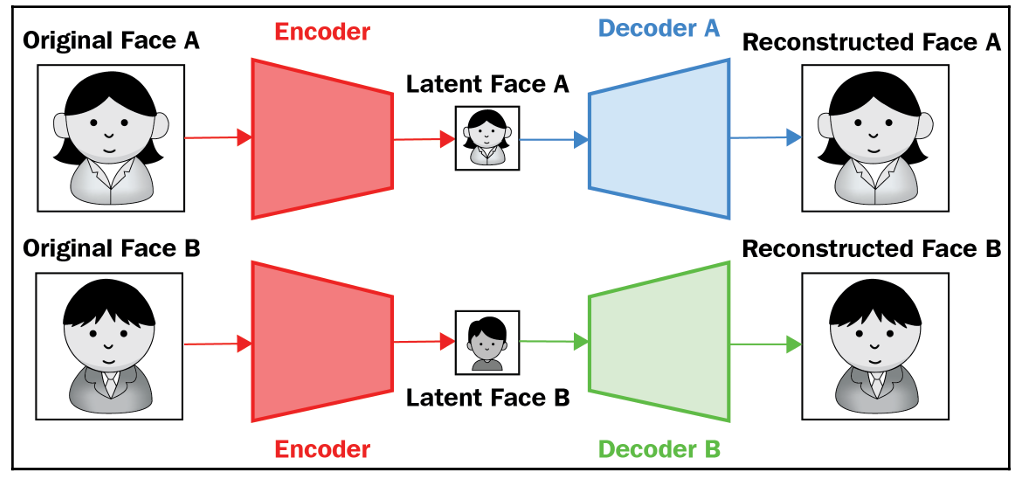 Encoder
Decoder A
Original Face A
Reconstructed Face A
Latent Face A
Original Face B
Reconstructed Face B
Latent Face B
Encoder
Decoder B